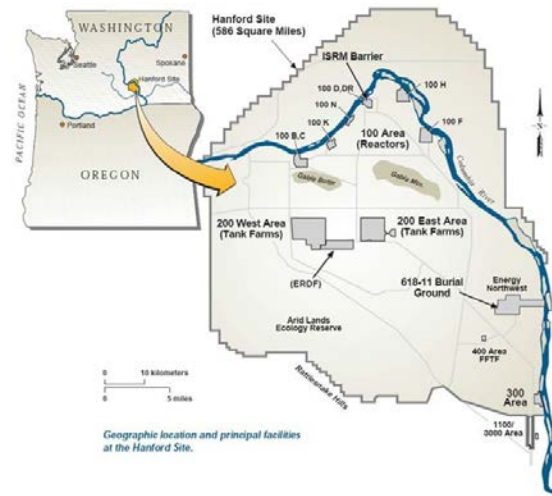 WASHINGTON
Seattle
Spokane
Hanford Site
Portland
PACIFIC OCEAN
OREGON
Hanford Site
(586 Square Miles)
ISRM Barrier
100 D,DR
100 H
100 N
100 K
100 B,C
100 F
100 Area
(Reactors)
Columbia River
Gable Butte
Gable Mtn.
200 West Area
(Tank Farms)
200 East Area
(Tank Farms)
(ERDF)
618-11 Burial
Ground
Energy
Northwest
Arid Lands
Ecology Reserve
400 Area
FFTF
Rattlesnake Hills
300
Area
1100/
3000 Area
0 10 kilometers
0 5 miles
Geographic location and principal facilities
at the Hanford Site.